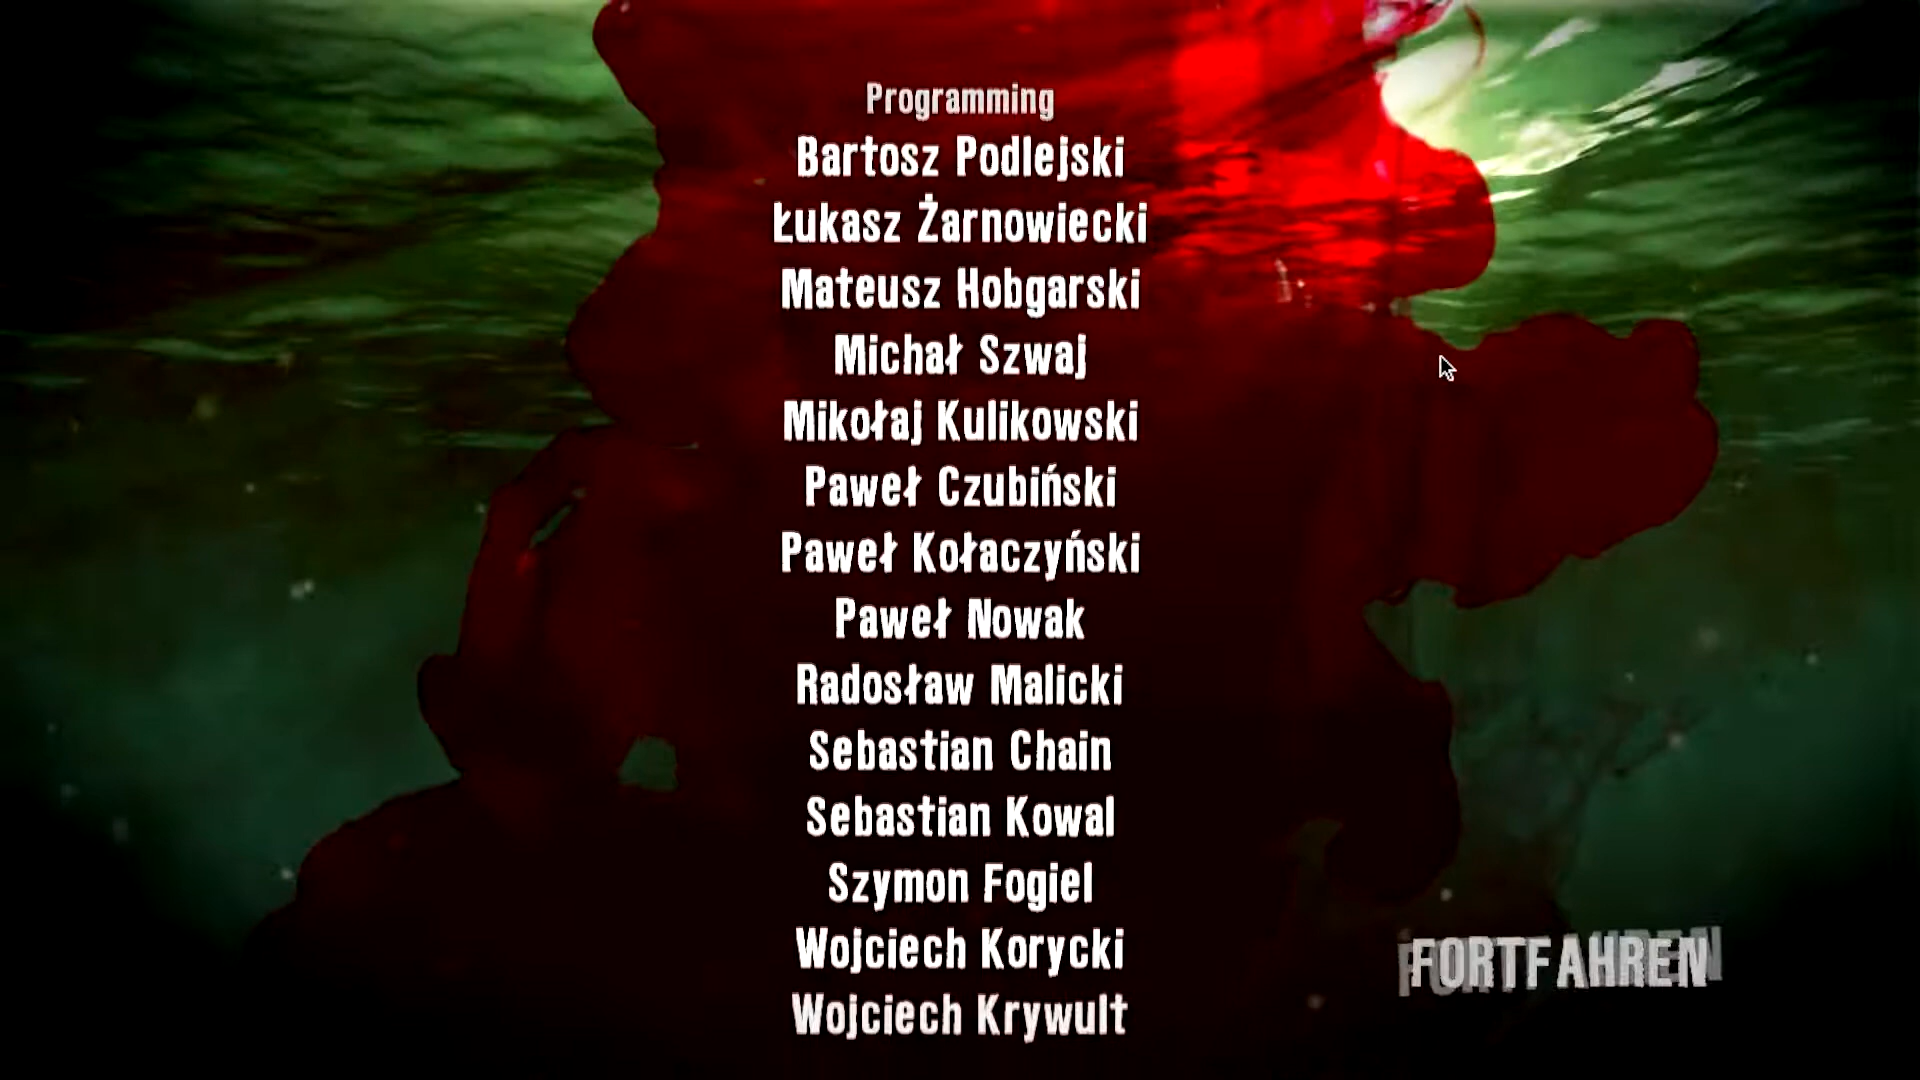 Programming
Bartosz Podlejski
Łukasz Żarnowiecki
Mateusz Hobgarski
Michał Szwaj
Mikołaj Kulikowski
Paweł Czubiński
Paweł Kołaczyński
Paweł Nowak
Radosław Malicki
Sebastian Chain
Sebastian Kowal
Szymon Fogiel
Wojciech Korycki
Wojciech Krywult
FORTFAHREN